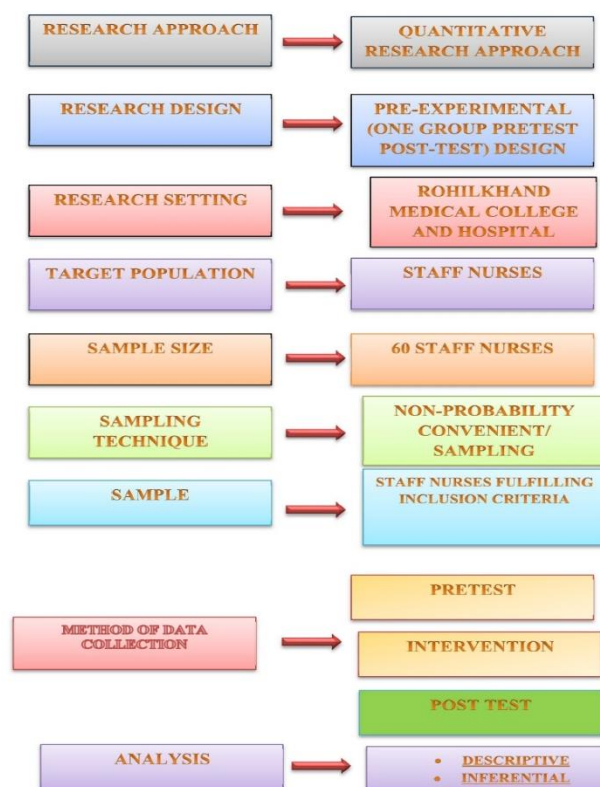 RESEARCH APPROACH
QUANTITATIVE
RESEARCH APPROACH
RESEARCH DESIGN
PRE-EXPERIMENTAL
(ONE GROUP PRETEST
POST-TEST) DESIGN
RESEARCH SETTING
ROHILKHAND
MEDICAL COLLEGE
AND HOSPITAL
TARGET POPULATION
STAFF NURSES
SAMPLE SIZE
60 STAFF NURSES
SAMPLING
TECHNIQUE
NON-PROBABILITY
CONVENIENT/
SAMPLING
SAMPLE
STAFF NURSES FULFILLING
INCLUSION CRITERIA
METHOD OF DATA
COLLECTION
PRETEST
INTERVENTION
POST TEST
ANALYSIS
• DESCRIPTIVE
• INFERENTIAL